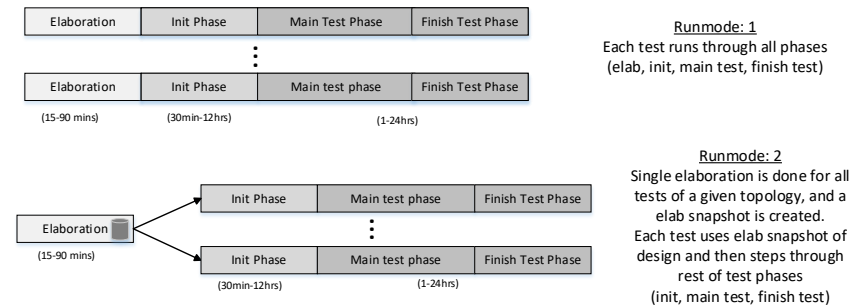 Elaboration Init Phase Main Test Phase Finish Test Phase
Elaboration Init Phase Main test phase Finish Test Phase
(15-90 mins) (30min-12hrs) (1-24hrs)
Runmode: 1
Each test runs through all phases
(elab, init, main test, finish test)
Init Phase Main test phase Finish Test Phase
Elaboration
(15-90 mins)
Init Phase Main test phase Finish Test Phase
(30min-12hrs) (1-24hrs)
Runmode: 2
Single elaboration is done for all
tests of a given topology, and a
elab snapshot is created.
Each test uses elab snapshot of
design and then steps through
rest of test phases
(init, main test, finish test)